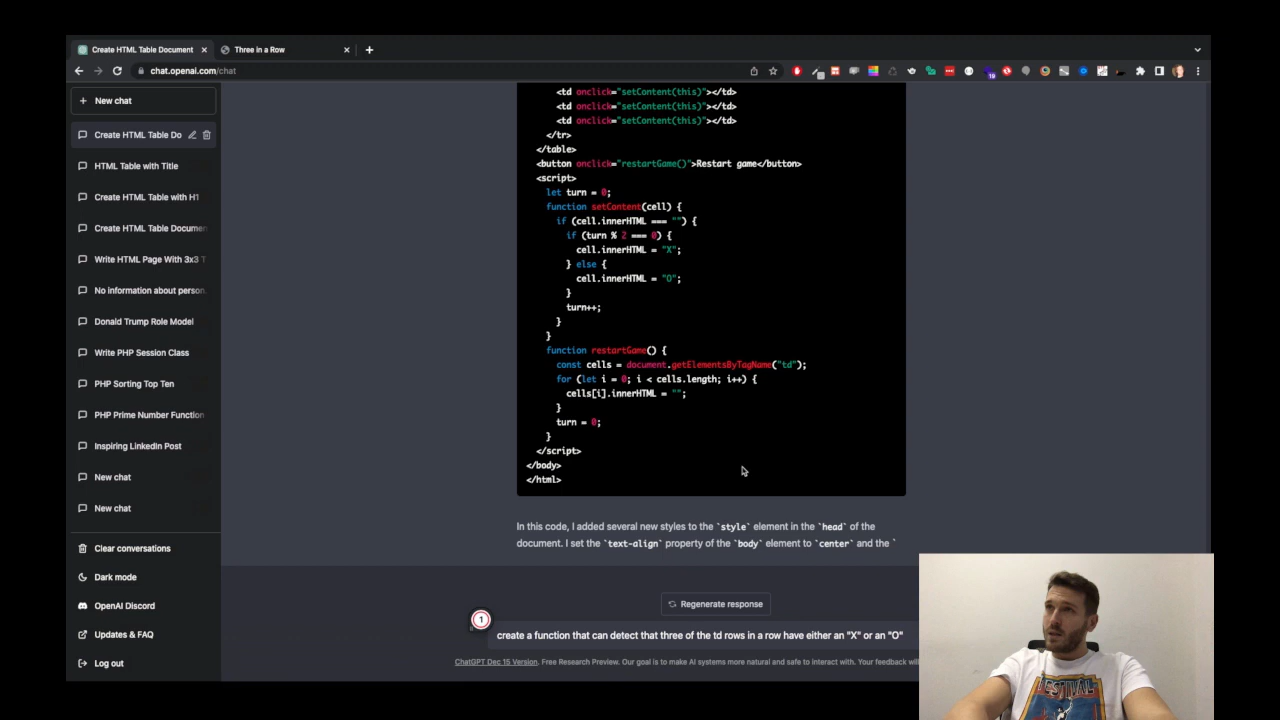 Create HTML Table Document
Three in a Row
chat.openai.com/chat
New chat
Create HTML Table Do
HTML Table with Title
Create HTML Table with H1
Create HTML Table Documen
Write HTML Page With 3x3 T
No information about person.
Donald Trump Role Model
Write PHP Session Class
PHP Sorting Top Ten
PHP Prime Number Function
Inspiring LinkedIn Post
New chat
New chat
Clear conversations
Dark mode
OpenAI Discord
Updates & FAQ
Log out
<td onclick="setContent(this)"></td>
<td onclick="setContent(this)"></td>
<td onclick="setContent(this)"></td>
</tr>
</table>
<button onclick="restartGame()">Restart game</button>
<script>
let turn = 0;
function setContent(cell) {
if (cell.innerHTML === "") {
if (turn % 2 === 0) {
cell.innerHTML = "X";
} else {
cell.innerHTML = "O";
}
turn++;
}
}
function restartGame() {
const cells = document.getElementsByTagName("td");
for (let i = 0; i < cells.length; i++) {
cells[i].innerHTML = "";
}
turn = 0;
}
</script>
</body>
</html>
In this code, I added several new styles to the `style` element in the `head` of the
document. I set the `text-align` property of the `body` element to `center` and the `
Regenerate response
1
create a function that can detect that three of the td rows in a row have either an "X" or an "O"
ChatGPT Dec 15 Version. Free Research Preview. Our goal is to make AI systems more natural and safe to interact with. Your feedback will